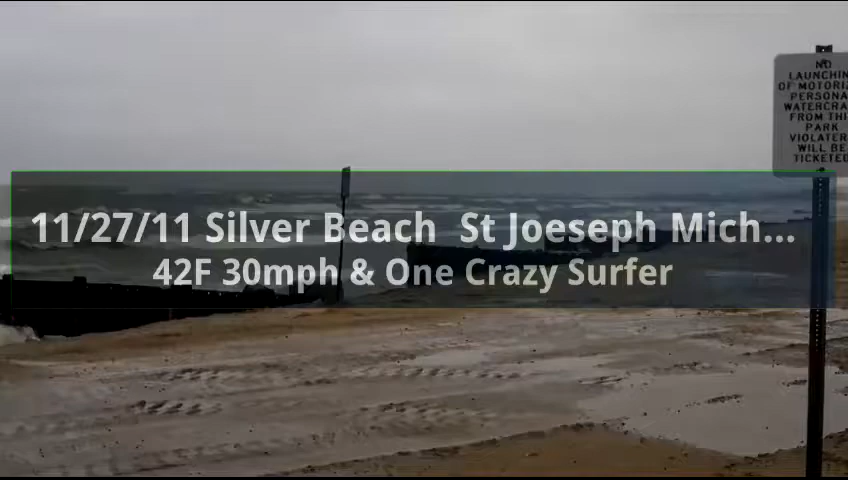 NO
LAUNCHIN
OF MOTORIZ
PERSONA
WATERCRA
FROM THI
PARK
VIOLATER
WILL BE
TICKETED
11/27/11 Silver Beach  St Joeseph Mich...
42F 30mph & One Crazy Surfer